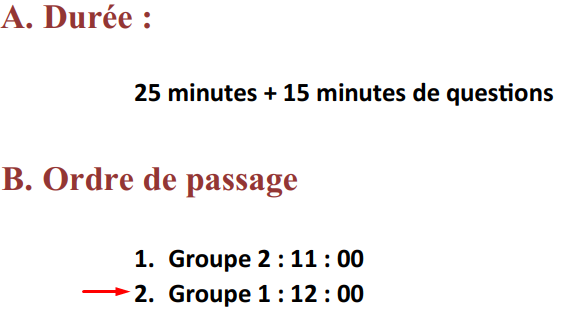 A. Durée :
25 minutes + 15 minutes de questions
B. Ordre de passage
1. Groupe 2 : 11 : 00
2. Groupe 1 : 12 : 00